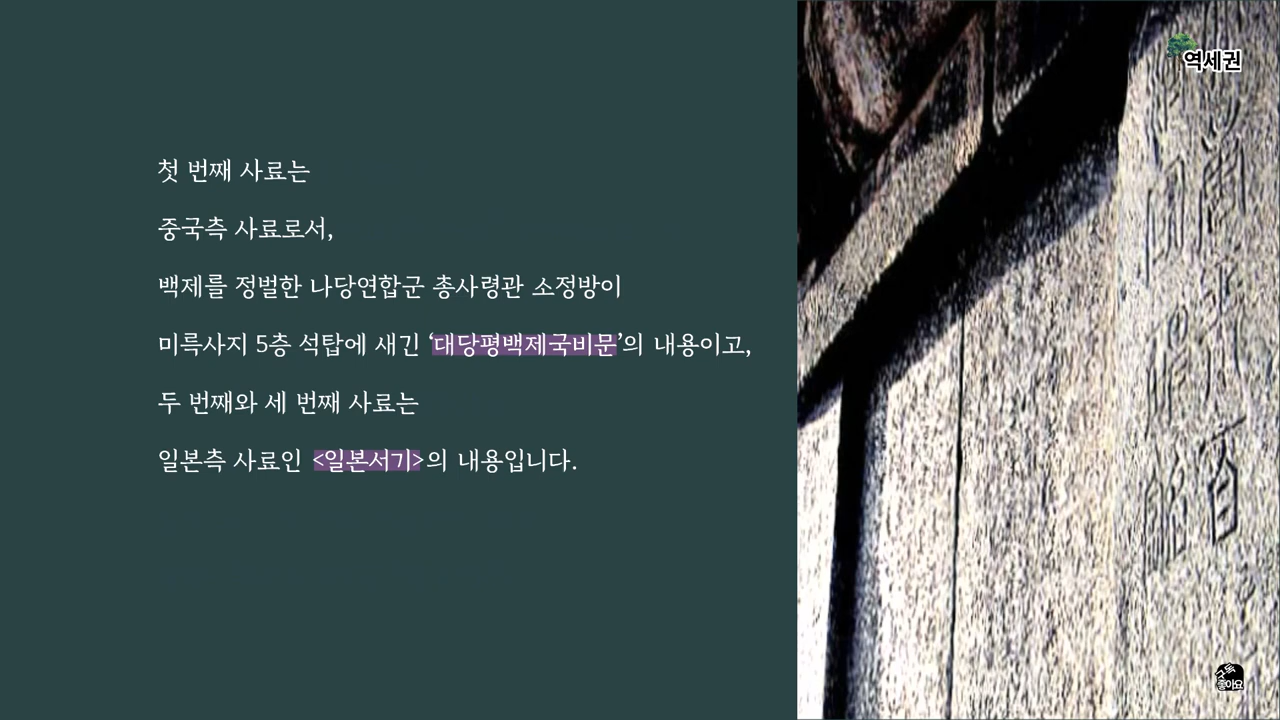 첫 번째 사료는
중국측 사료로서,
백제를 정벌한 나당연합군 총사령관 소정방이
미륵사지 5층 석탑에 새긴 ‘대당평백제국비문’의 내용이고,
두 번째와 세 번째 사료는
일본측 사료인 <일본서기>의 내용입니다.
역세권
구독
좋아요